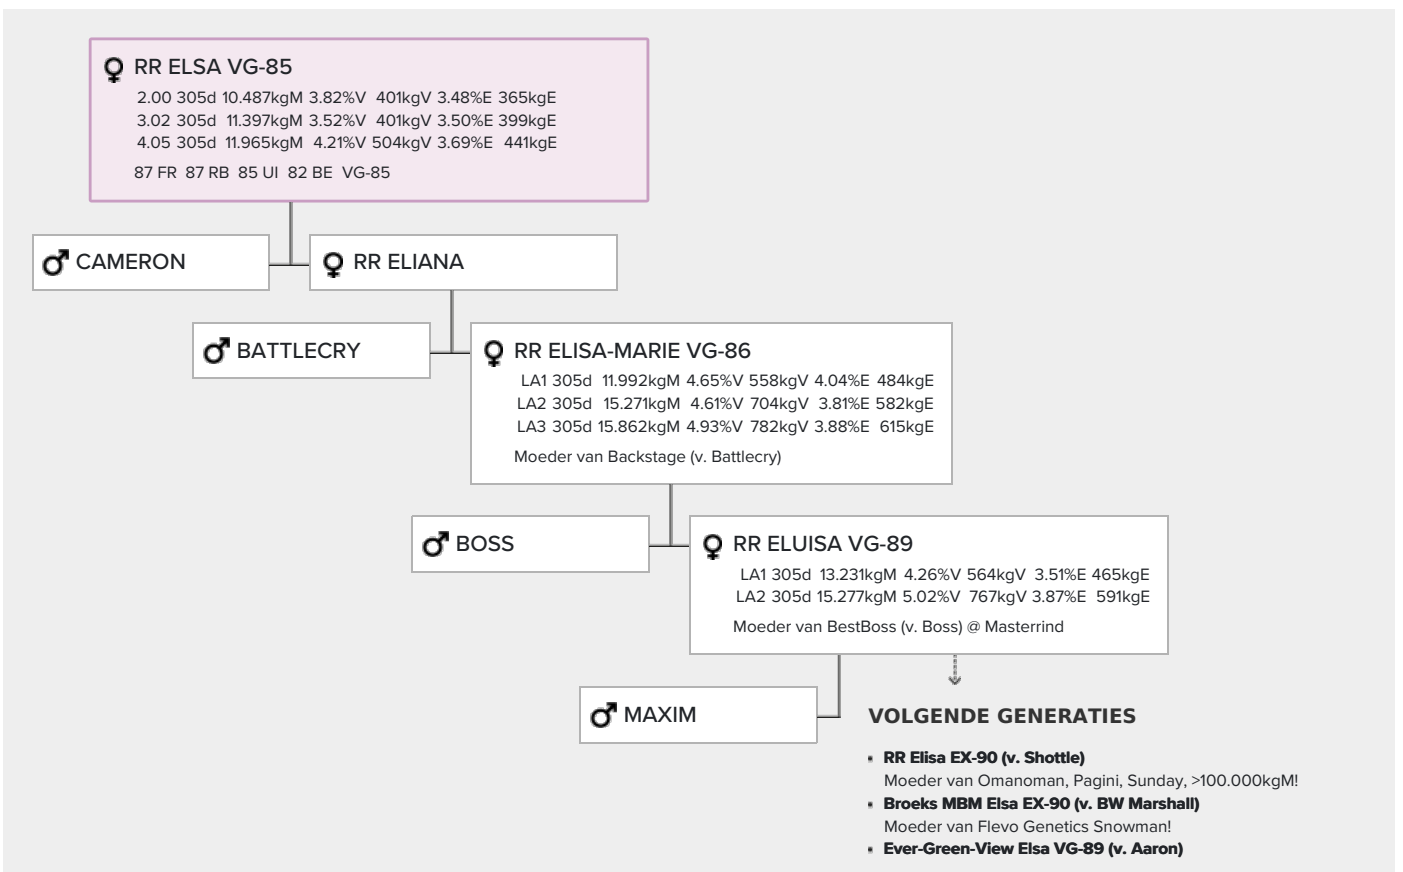 RR ELSA VG-85
2.00 305d 10.487kgM 3.82%V 401kgV 3.48%E 365kgE
3.02 305d 11.397kgM 3.52%V 401kgV 3.50%E 399kgE
4.05 305d 11.965kgM 4.21%V 504kgV 3.69%E 441kgE
87 FR 87 RB 85 UI 82 BE VG-85
CAMERON
RR ELIANA
BATTLECRY
RR ELISA-MARIE VG-86
LA1 305d 11.992kgM 4.65%V 558kgV 4.04%E 484kgE
LA2 305d 15.271kgM 4.61%V 704kgV 3.81%E 582kgE
LA3 305d 15.862kgM 4.93%V 782kgV 3.88%E 615kgE
Moeder van Backstage (v. Battlecry)
BOSS
RR ELUISA VG-89
LA1 305d 13.231kgM 4.26%V 564kgV 3.51%E 465kgE
LA2 305d 15.277kgM 5.02%V 767kgV 3.87%E 591kgE
Moeder van BestBoss (v. Boss) @ Masterrind
MAXIM
VOLGENDE GENERATIES
RR Elisa EX-90 (v. Shottle)
Moeder van Omanoman, Pagini, Sunday, >100.000kgM!
Broeks MBM Elsa EX-90 (v. BW Marshall)
Moeder van Flevo Genetics Snowman!
Ever-Green-View Elsa VG-89 (v. Aaron)